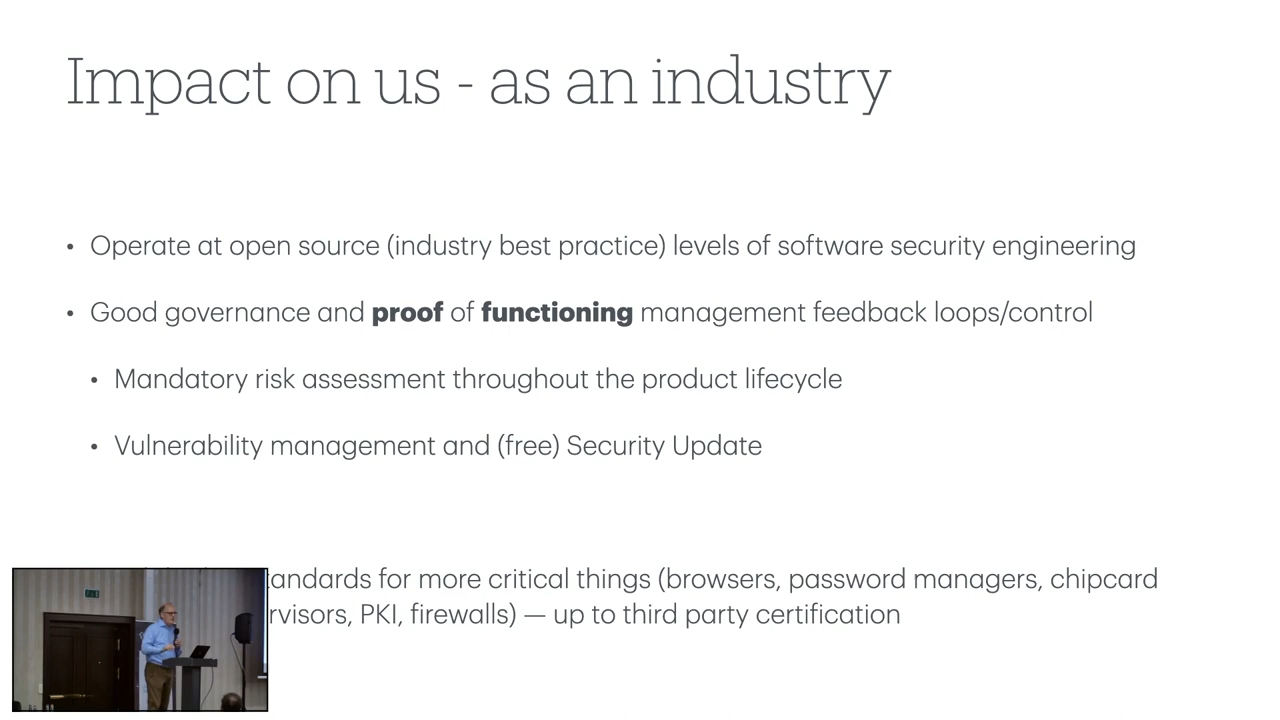 Impact on us - as an industry
• Operate at open source (industry best practice) levels of software security engineering
• Good governance and proof of functioning management feedback loops/control
• Mandatory risk assessment throughout the product lifecycle
• Vulnerability management and (free) Security Update
for more critical things (browsers, password managers, chipcard
PKI, firewalls) — up to third party certification